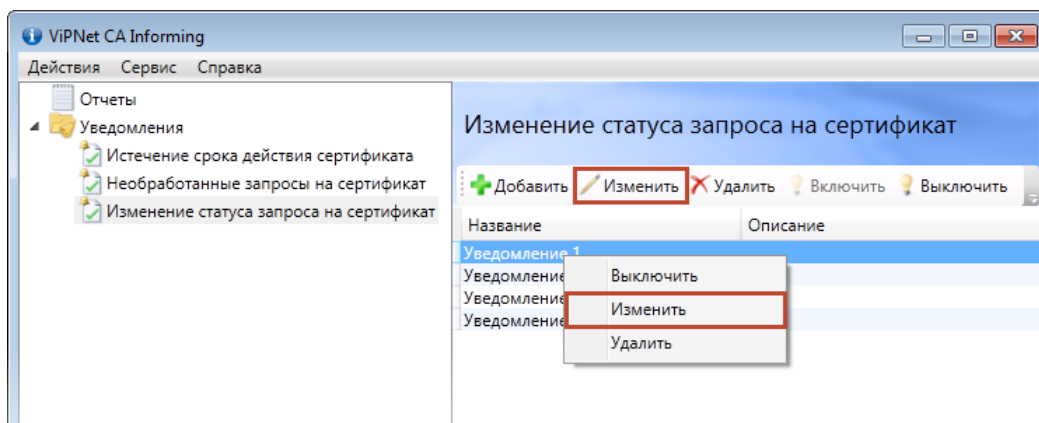 ViPNet CA Informing
Действия Сервис Справка
Отчеты
Уведомления
Истечение срока действия сертификата
Необработанные запросы на сертификат
Изменение статуса запроса на сертификат
Изменение статуса запроса на сертификат
Добавить Изменить Удалить Включить Выключить
Название Описание
Уведомление 1
Уведомление
Уведомление
Уведомление
Выключить
Изменить
Удалить